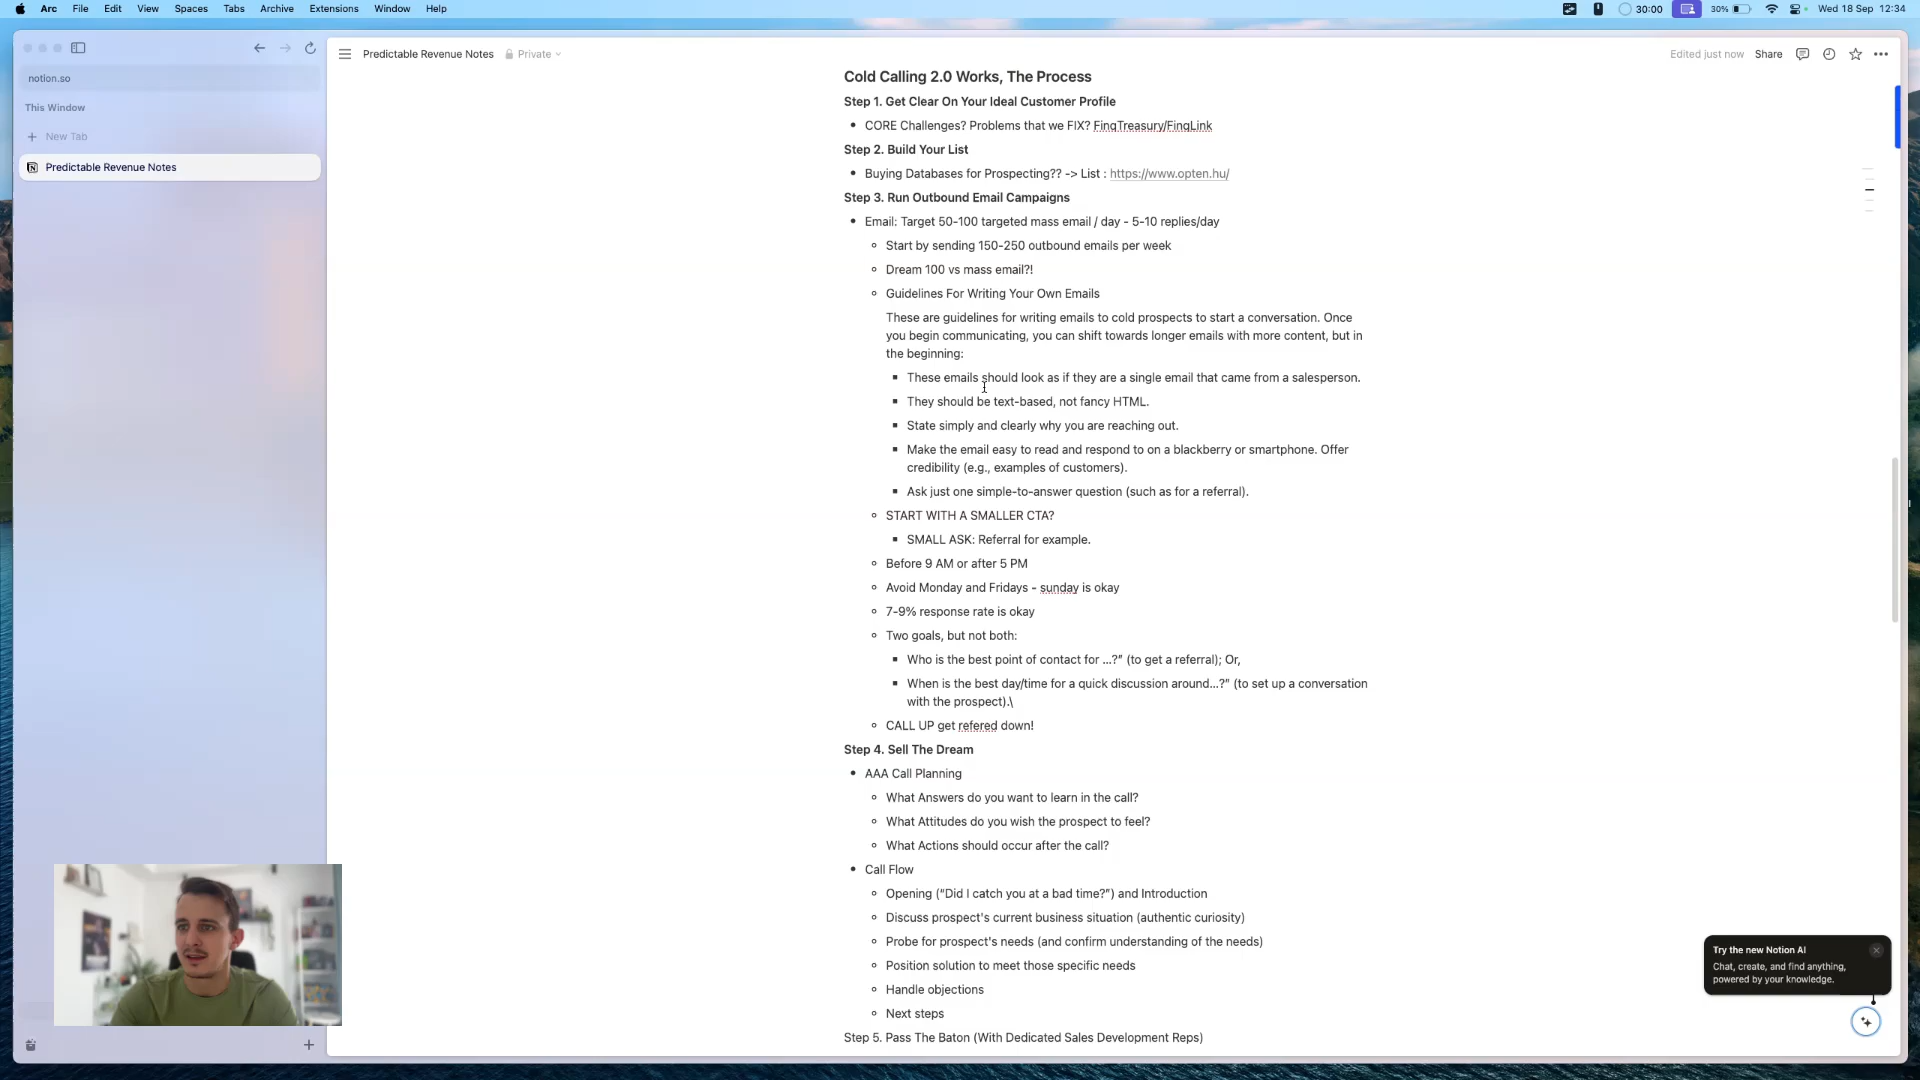 Arc File Edit View Spaces Tabs Archive Extensions Window Help 30:00 30% Wed 18 Sep 12:34
Predictable Revenue Notes Private Edited just now Share
notion.so
This Window
New Tab
Predictable Revenue Notes
Cold Calling 2.0 Works, The Process
Step 1. Get Clear On Your Ideal Customer Profile
• CORE Challenges? Problems that we FIX? FinqTreasury/FinqLink
Step 2. Build Your List
• Buying Databases for Prospecting?? -> List : https://www.opten.hu/
Step 3. Run Outbound Email Campaigns
• Email: Target 50-100 targeted mass email / day - 5-10 replies/day
◦ Start by sending 150-250 outbound emails per week
◦ Dream 100 vs mass email?!
◦ Guidelines For Writing Your Own Emails
These are guidelines for writing emails to cold prospects to start a conversation. Once
you begin communicating, you can shift towards longer emails with more content, but in
the beginning:
▪ These emails should look as if they are a single email that came from a salesperson.
▪ They should be text-based, not fancy HTML.
▪ State simply and clearly why you are reaching out.
▪ Make the email easy to read and respond to on a blackberry or smartphone. Offer
credibility (e.g., examples of customers).
▪ Ask just one simple-to-answer question (such as for a referral).
◦ START WITH A SMALLER CTA?
▪ SMALL ASK: Referral for example.
◦ Before 9 AM or after 5 PM
◦ Avoid Monday and Fridays - sunday is okay
◦ 7-9% response rate is okay
◦ Two goals, but not both:
▪ Who is the best point of contact for ...?" (to get a referral); Or,
▪ When is the best day/time for a quick discussion around...?" (to set up a conversation
with the prospect).\
◦ CALL UP get refered down!
Step 4. Sell The Dream
• AAA Call Planning
◦ What Answers do you want to learn in the call?
◦ What Attitudes do you wish the prospect to feel?
◦ What Actions should occur after the call?
• Call Flow
◦ Opening ("Did I catch you at a bad time?") and Introduction
◦ Discuss prospect's current business situation (authentic curiosity)
◦ Probe for prospect's needs (and confirm understanding of the needs)
◦ Position solution to meet those specific needs
◦ Handle objections
◦ Next steps
Step 5. Pass The Baton (With Dedicated Sales Development Reps)
Try the new Notion AI
Chat, create, and find anything,
powered by your knowledge.